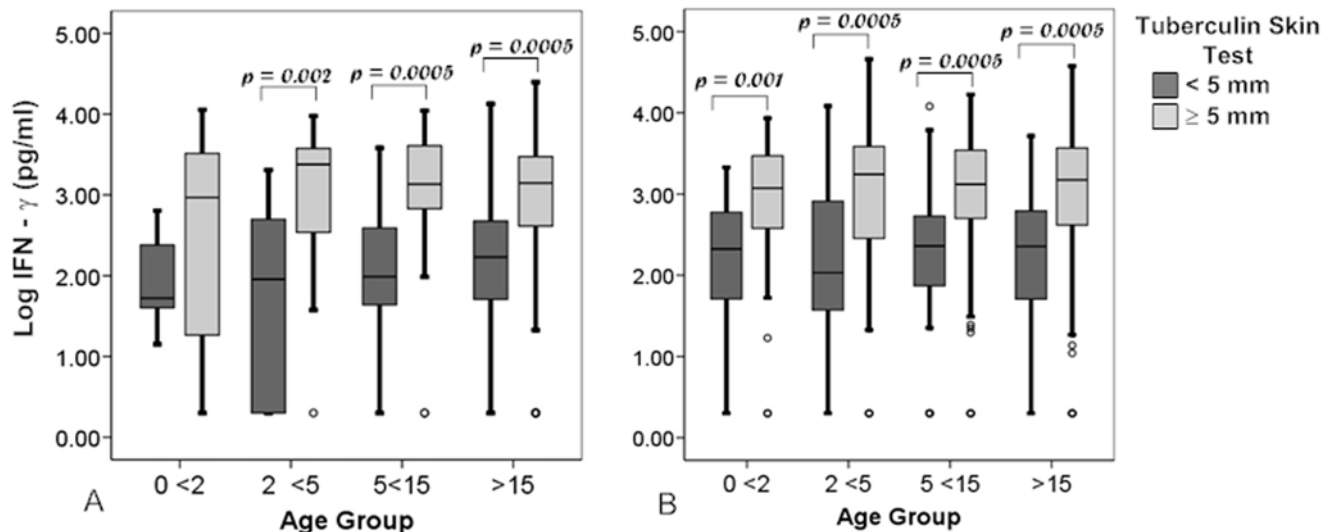 5.00
4.00
3.00
2.00
1.00
0.00
Log IFN - γ (pg/ml)
p = 0.002
p = 0.0005
p = 0.0005
0 <2
2 <5
5<15
>15
A
Age Group
5.00
4.00
3.00
2.00
1.00
0.00
p = 0.001
p = 0.0005
p = 0.0005
p = 0.0005
0 <2
2 <5
5 <15
>15
B
Age Group
Tuberculin Skin
Test
< 5 mm
≥ 5 mm